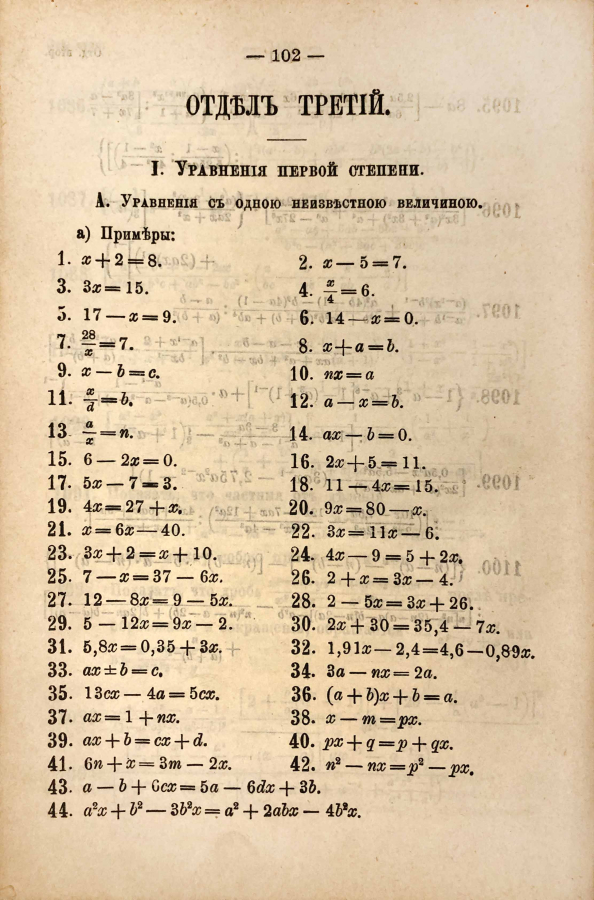 — 102 —
ОТДѢЛЪ ТРЕТІЙ.
I. Уравненія первой степени.
А. Уравненія съ одною неизвѣстною величиною.
а) Примѣры:
1. x + 2 = 8. 2. x — 5 = 7.
3. 3x = 15. 4. x/4 = 6.
5. 17 — x = 9. 6. 14 — x = 0.
7. 28/x = 7. 8. x + a = b.
9. x — b = c. 10. nx = a
11. x/a = b. 12. a — x = b.
13 a/x = n. 14. ax — b = 0.
15. 6 — 2x = 0. 16. 2x + 5 = 11.
17. 5x — 7 = 3. 18. 11 — 4x = 15.
19. 4x = 27 + x. 20. 9x = 80 — x.
21. x = 6x — 40. 22. 3x = 11x — 6.
23. 3x + 2 = x + 10. 24. 4x — 9 = 5 + 2x.
25. 7 — x = 37 — 6x. 26. 2 + x = 3x — 4.
27. 12 — 8x = 9 — 5x. 28. 2 — 5x = 3x + 26.
29. 5 — 12x = 9x — 2. 30. 2x + 30 = 35,4 — 7x.
31. 5,8x = 0,35 + 3x. 32. 1,91x — 2,4 = 4,6 — 0,89x.
33. ax ± b = c. 34. 3a — nx = 2a.
35. 13cx — 4a = 5cx. 36. (a + b)x + b = a.
37. ax = 1 + nx. 38. x — m = px.
39. ax + b = cx + d. 40. px + q = p + qx.
41. 6n + x = 3m — 2x. 42. n² — nx = p² — px.
43. a — b + 6cx = 5a — 6dx + 3b.
44. a²x + b² — 3b²x = a² + 2abx — 4b²x.